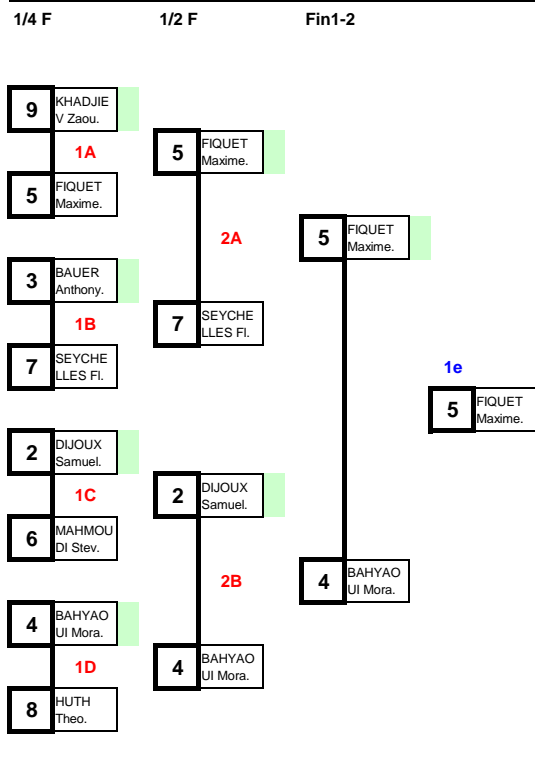 1/4 F 1/2 F Fin1-2
9 KHADJIE
V Zaou.
1A
5 FIQUET
Maxime.
3 BAUER
Anthony.
1B
7 SEYCHE
LLES Fl.
2 DIJOUX
Samuel.
1C
6 MAHMOU
DI Stev.
4 BAHYAO
UI Mora.
1D
8 HUTH
Theo.
5 FIQUET
Maxime.
2A
7 SEYCHE
LLES Fl.
2 DIJOUX
Samuel.
2B
4 BAHYAO
UI Mora.
5 FIQUET
Maxime.
4 BAHYAO
UI Mora.
1e
5 FIQUET
Maxime.